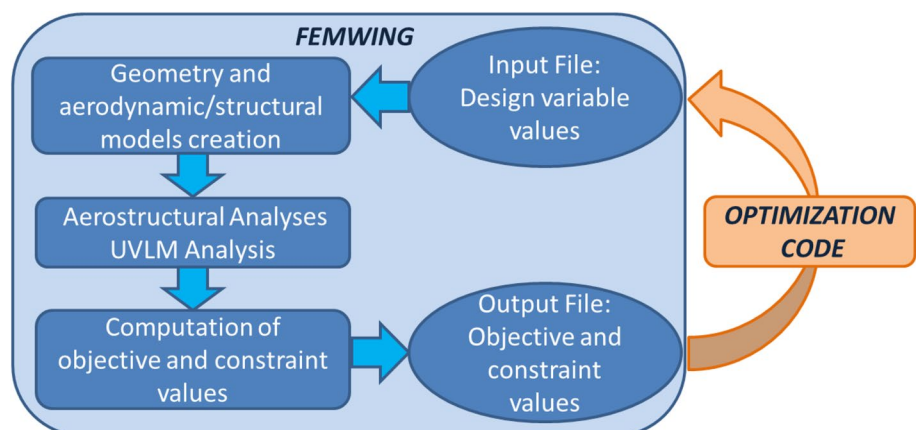 FEMWING
Geometry and
aerodynamic/structural
models creation
Input File:
Design variable
values
Aerostructural Analyses
UVLM Analysis
OPTIMIZATION
CODE
Computation of
objective and constraint
values
Output File:
Objective and
constraint
values